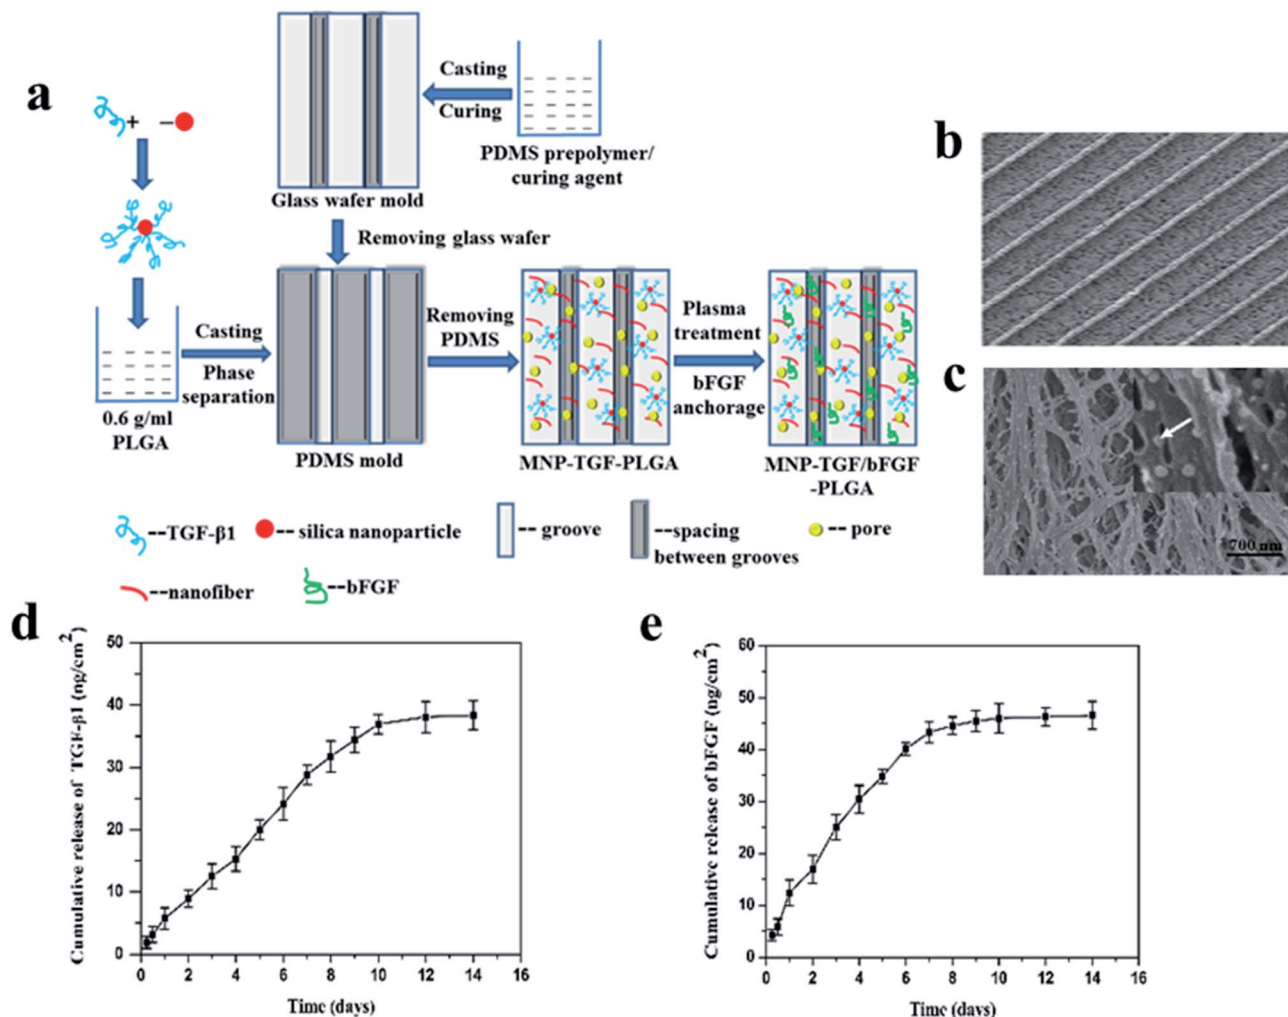 a
+
Casting
Curing
PDMS prepolymer/
curing agent
Glass wafer mold
Removing glass wafer
Casting
Phase
separation
0.6 g/ml
PLGA
PDMS mold
Removing
PDMS
MNP-TGF-PLGA
Plasma
treatment
bFGF
anchorage
MNP-TGF/bFGF
-PLGA
--TGF-β1
-- silica nanoparticle
-- groove
--spacing
between grooves
-- pore
--nanofiber
--bFGF
b
c
700 nm
d
Cumulative release of TGF-β1 (ng/cm²)
50
40
30
20
10
0
0 2 4 6 8 10 12 14 16
Time (days)
e
Cumulative release of bFGF (ng/cm²)
60
50
40
30
20
10
0
0 2 4 6 8 10 12 14 16
Time (days)